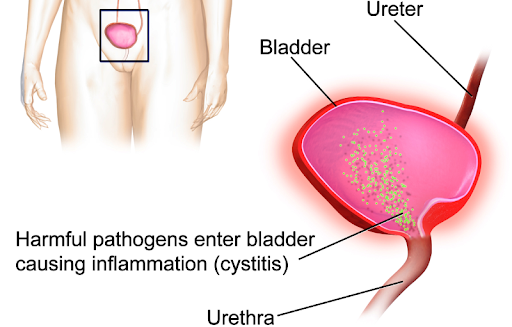 Ureter
Bladder
Harmful pathogens enter bladder
causing inflammation (cystitis)
Urethra